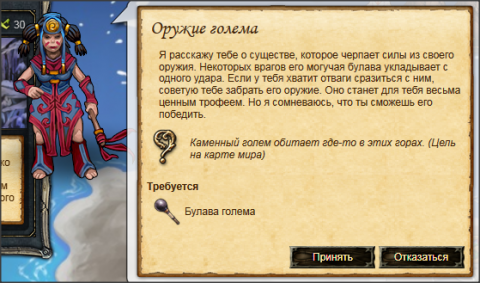 30
Оружие голема
Я расскажу тебе о существе, которое черпает силы из своего
оружия. Некоторых врагов его могучая булава укладывает с
одного удара. Если у тебя хватит отваги сразиться с ним,
советую тебе забрать его оружие. Оно станет для тебя весьма
ценным трофеем. Но я сомневаюсь, что ты сможешь его
победить.
Каменный голем обитает где-то в этих горах. (Цель
на карте мира)
Требуется
Булава голема
Принять
Отказаться